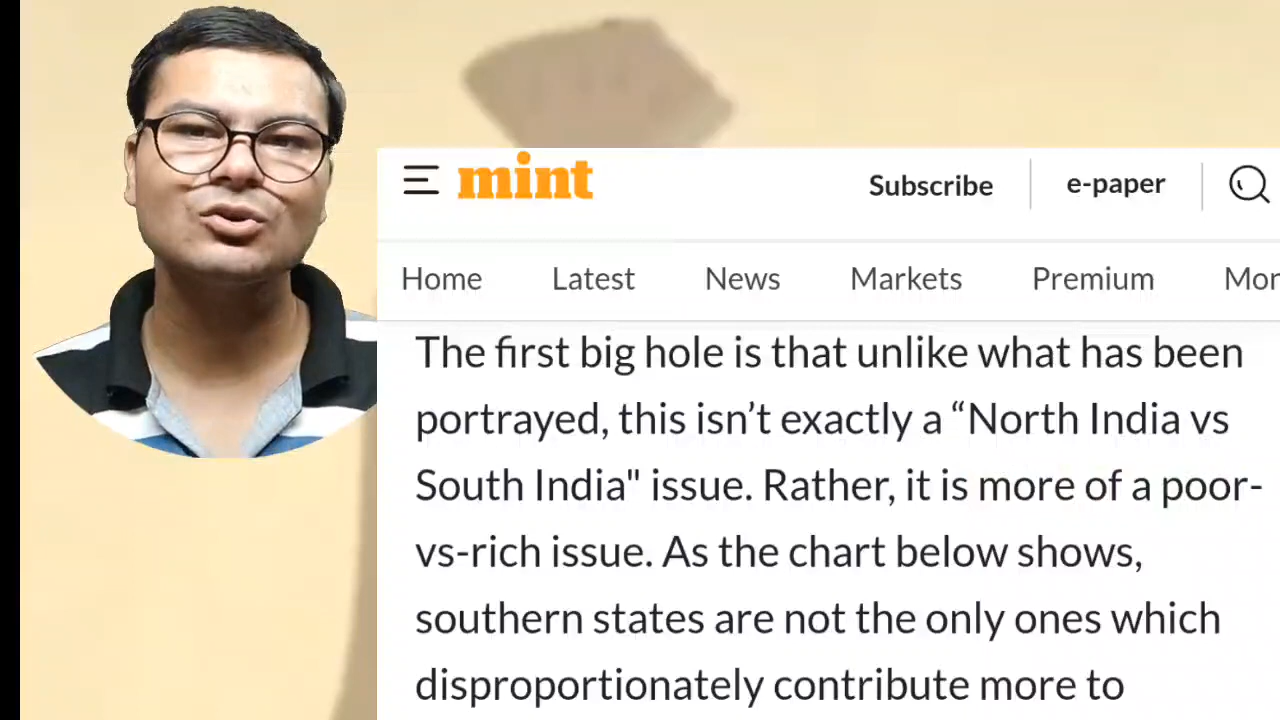 mint
Subscribe
e-paper
Home Latest News Markets Premium Mor
The first big hole is that unlike what has been
portrayed, this isn’t exactly a “North India vs
South India" issue. Rather, it is more of a poor-
vs-rich issue. As the chart below shows,
southern states are not the only ones which
disproportionately contribute more to